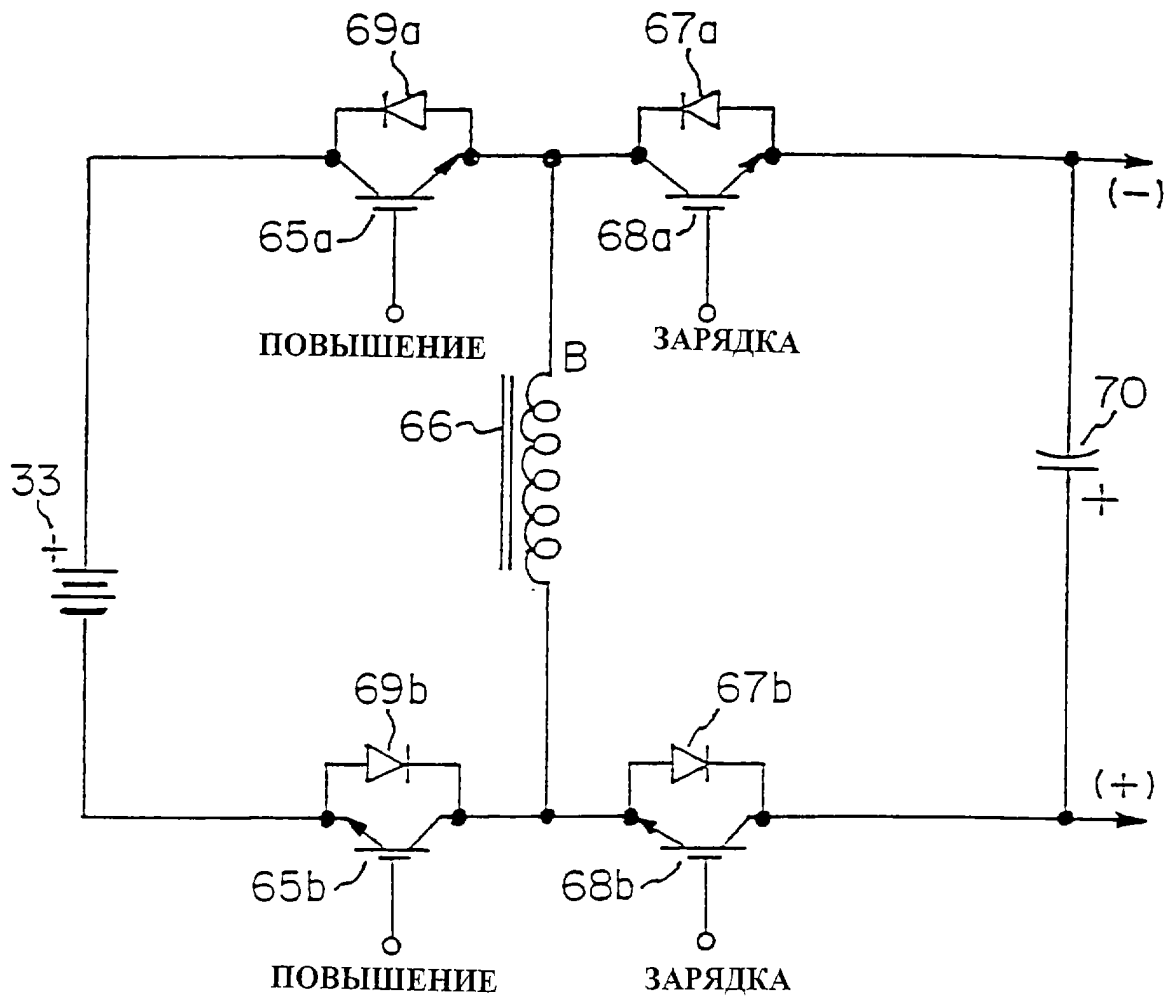 69a
67a
(−)
65a
68a
ПОВЫШЕНИЕ
ЗАРЯДКА
B
66
70
33
+
+
69b
67b
(+)
65b
68b
ПОВЫШЕНИЕ
ЗАРЯДКА